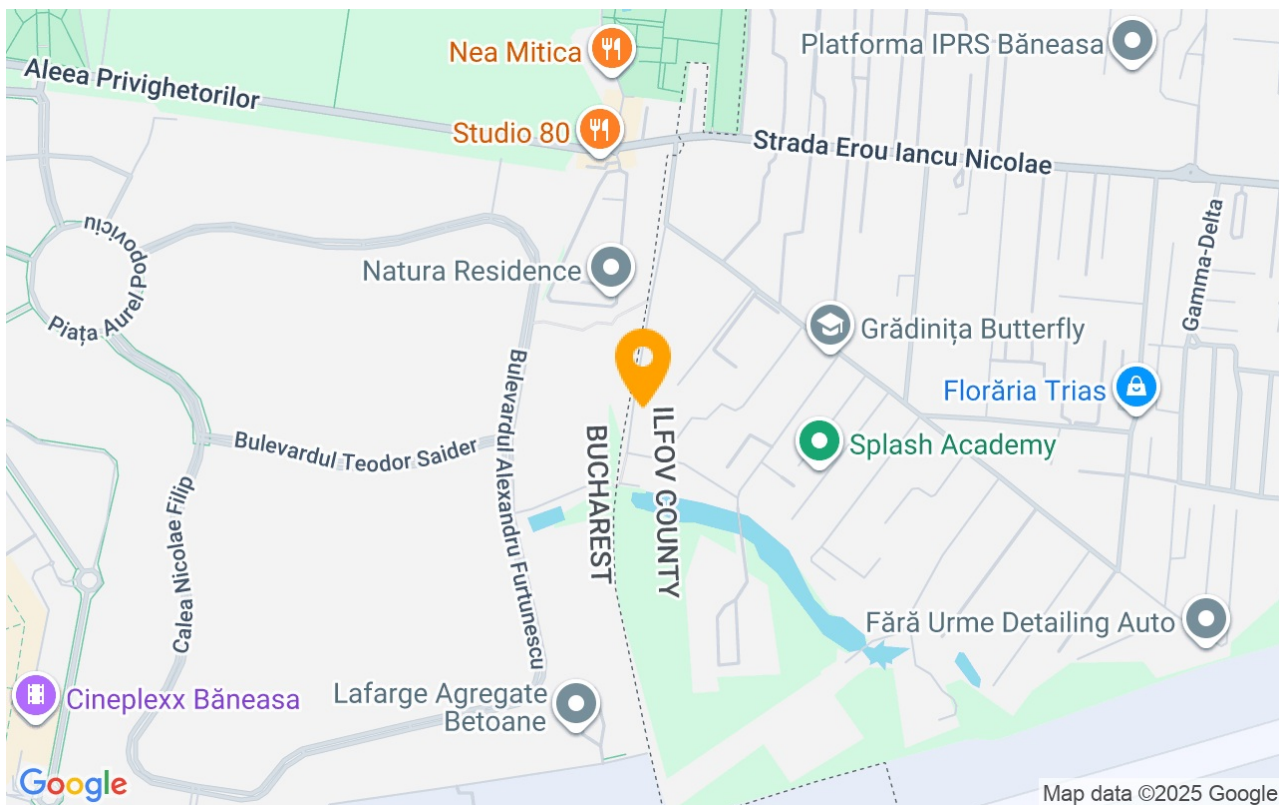 Nea Mitica
Platforma IPRS Băneasa
Aleea Privighetorilor
Studio 80
Strada Erou Iancu Nicolae
Piața Aurel Popoviciu
Natura Residence
Gamma-Delta
Grădinița Butterfly
Florăria Trias
Bulevardul Alexandru Furtunescu
Bulevardul Teodor Saider
Splash Academy
BUCHAREST
ILFOV COUNTY
Calea Nicolae Filip
Fără Urme Detailing Auto
Cineplexx Băneasa
Lafarge Agregate
Betoane
Google
Map data ©2025 Google